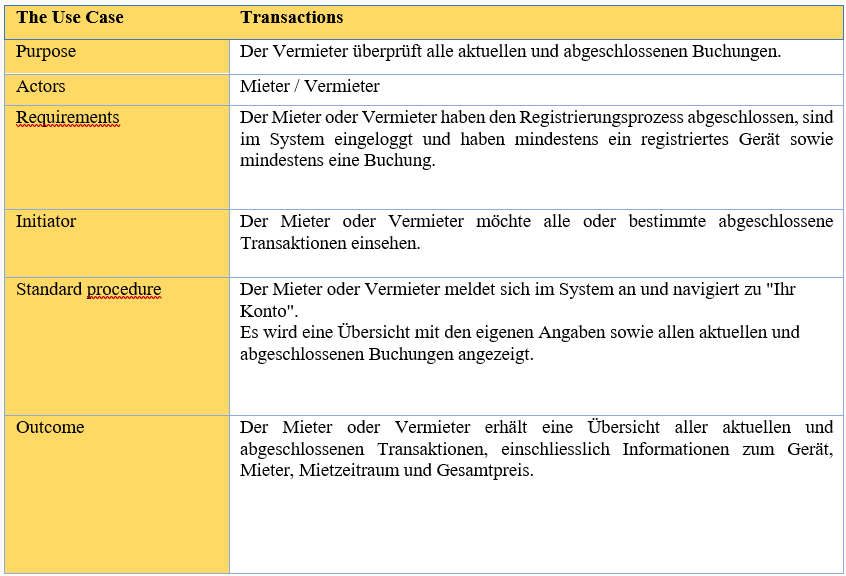 The Use Case Transactions
Purpose Der Vermieter überprüft alle aktuellen und abgeschlossenen Buchungen.
Actors Mieter / Vermieter
Requirements Der Mieter oder Vermieter haben den Registrierungsprozess abgeschlossen, sind
im System eingeloggt und haben mindestens ein registriertes Gerät sowie
mindestens eine Buchung.
Initiator Der Mieter oder Vermieter möchte alle oder bestimmte abgeschlossene
Transaktionen einsehen.
Standard procedure Der Mieter oder Vermieter meldet sich im System an und navigiert zu "Ihr
Konto".
Es wird eine Übersicht mit den eigenen Angaben sowie allen aktuellen und
abgeschlossenen Buchungen angezeigt.
Outcome Der Mieter oder Vermieter erhält eine Übersicht aller aktuellen und
abgeschlossenen Transaktionen, einschliesslich Informationen zum Gerät,
Mieter, Mietzeitraum und Gesamtpreis.